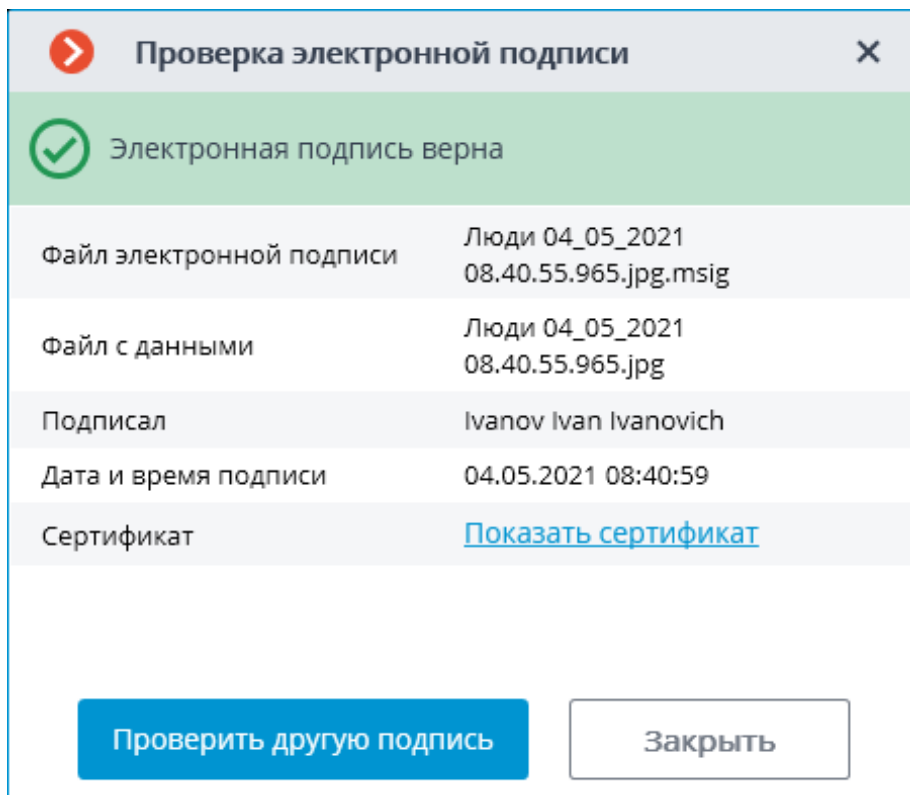 Проверка электронной подписи
Электронная подпись верна
Файл электронной подписи
Люди 04_05_2021
08.40.55.965.jpg.msig
Файл с данными
Люди 04_05_2021
08.40.55.965.jpg
Подписал
Ivanov Ivan Ivanovich
Дата и время подписи
04.05.2021 08:40:59
Сертификат
Показать сертификат
Проверить другую подпись
Закрыть